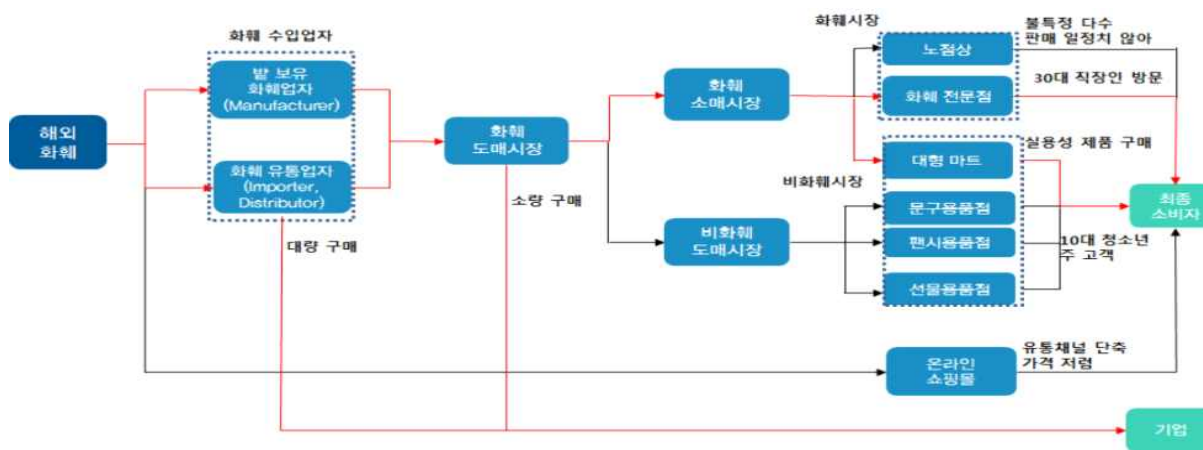 화훼 수입업자
밭 보유
화훼업자
(Manufacturer)
화훼 유통업자
(Importer,
Distributor)
대량 구매
해외
화훼
화훼
도매시장
소량 구매
화훼
소매시장
비화훼
도매시장
화훼시장
노점상
화훼 전문점
비화훼시장
대형 마트
문구용품점
팬시용품점
선물용품점
온라인
쇼핑몰
불특정 다수
판매 일정치 않아
30대 직장인 방문
실용성 제품 구매
10대 청소년
주 고객
유통채널 단축
가격 저렴
최종
소비자
기업